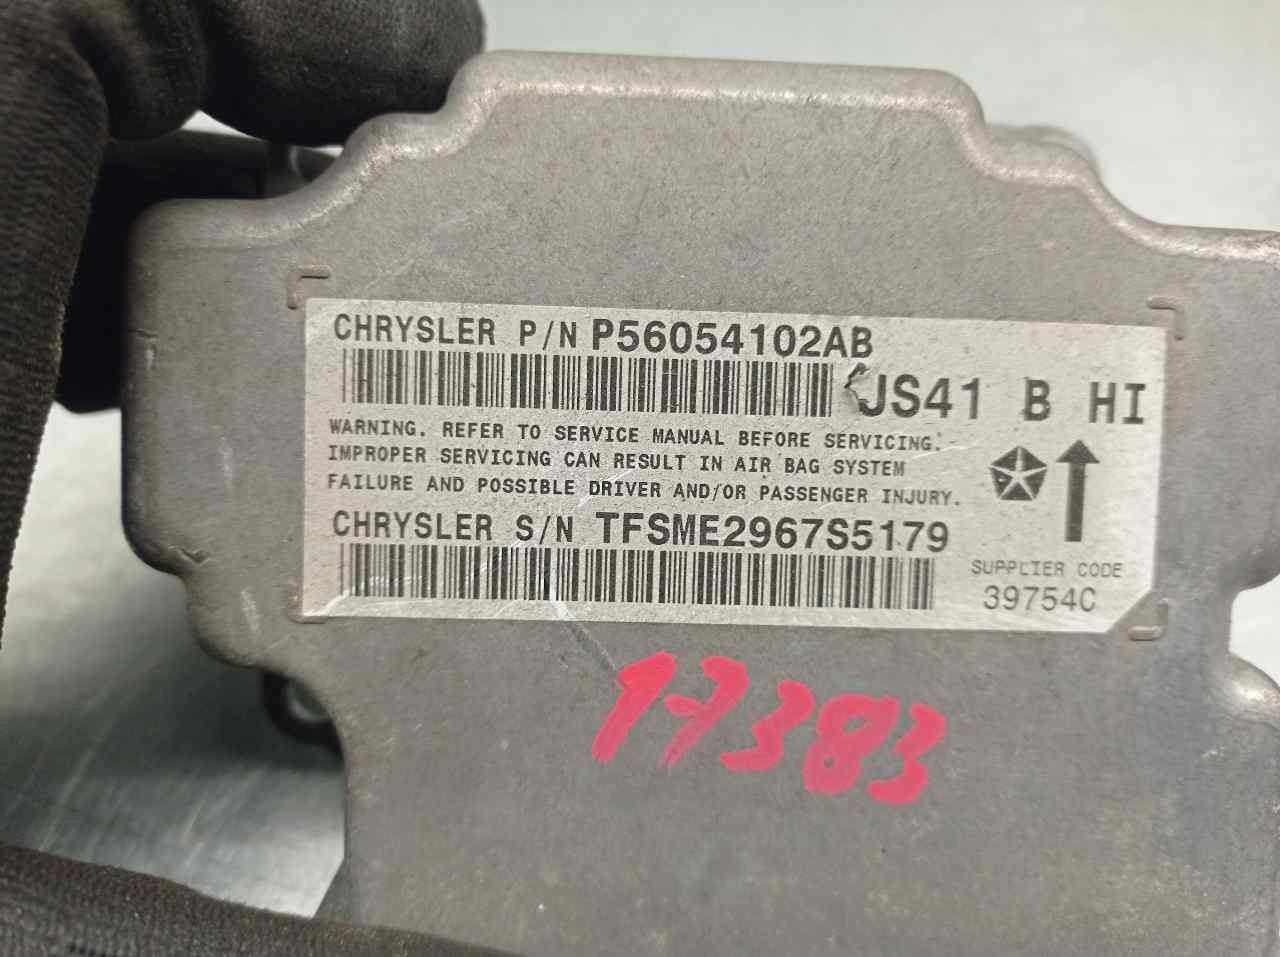 CHRYSLER P/N P56054102AB
JS41 B HI
WARNING. REFER TO SERVICE MANUAL BEFORE SERVICING.
IMPROPER SERVICING CAN RESULT IN AIR BAG SYSTEM
FAILURE AND POSSIBLE DRIVER AND/OR PASSENGER INJURY.
CHRYSLER S/N TFSME2967S5179
SUPPLIER CODE
39754C
17383